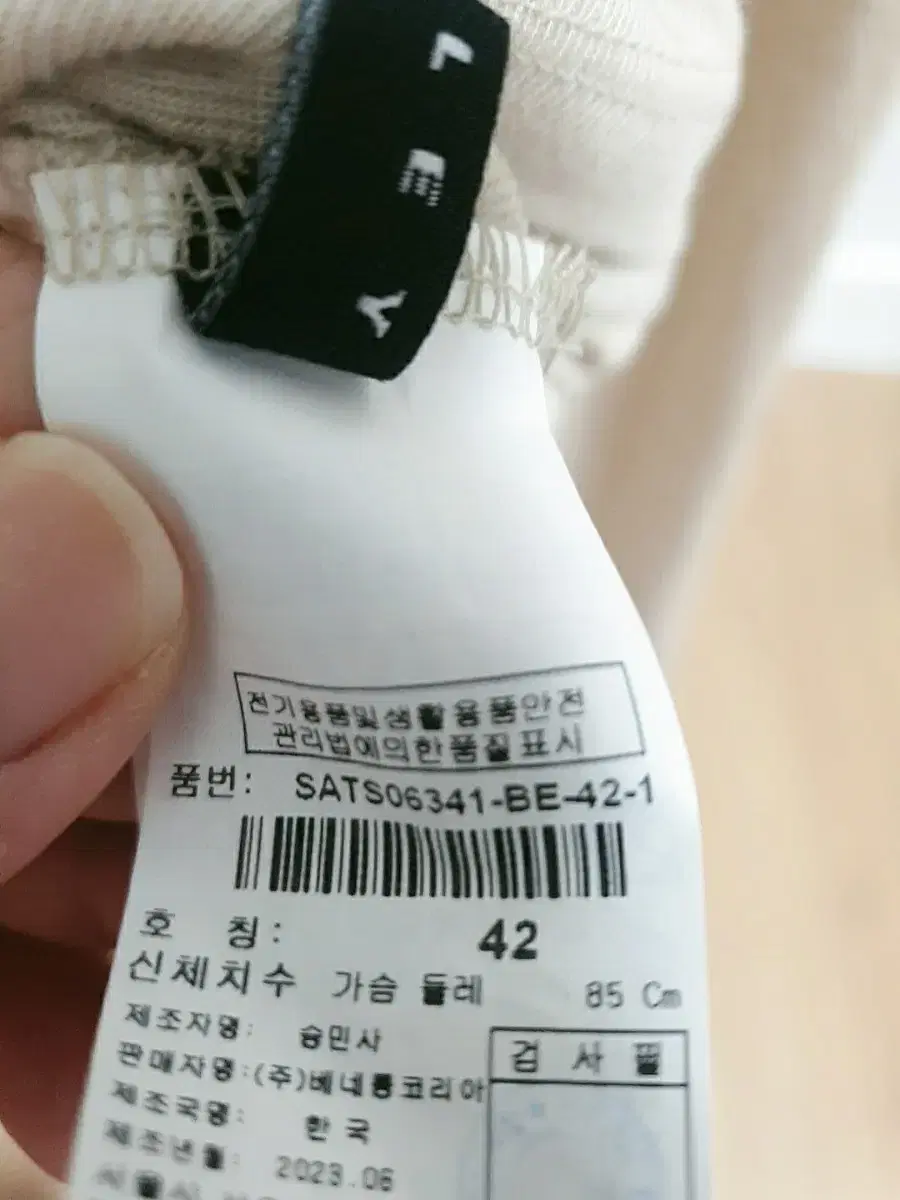 LEY
전기용품및생활용품안전
관리법에의한품질표시
품번: SATS06341-BE-42-1
호 칭: 42
신체치수 가슴 둘레 85 Cm
제조자명: 승민사
검 사 필
판매자명:(주)베네통코리아
제조국명: 한 국
제조년월: 2023.06